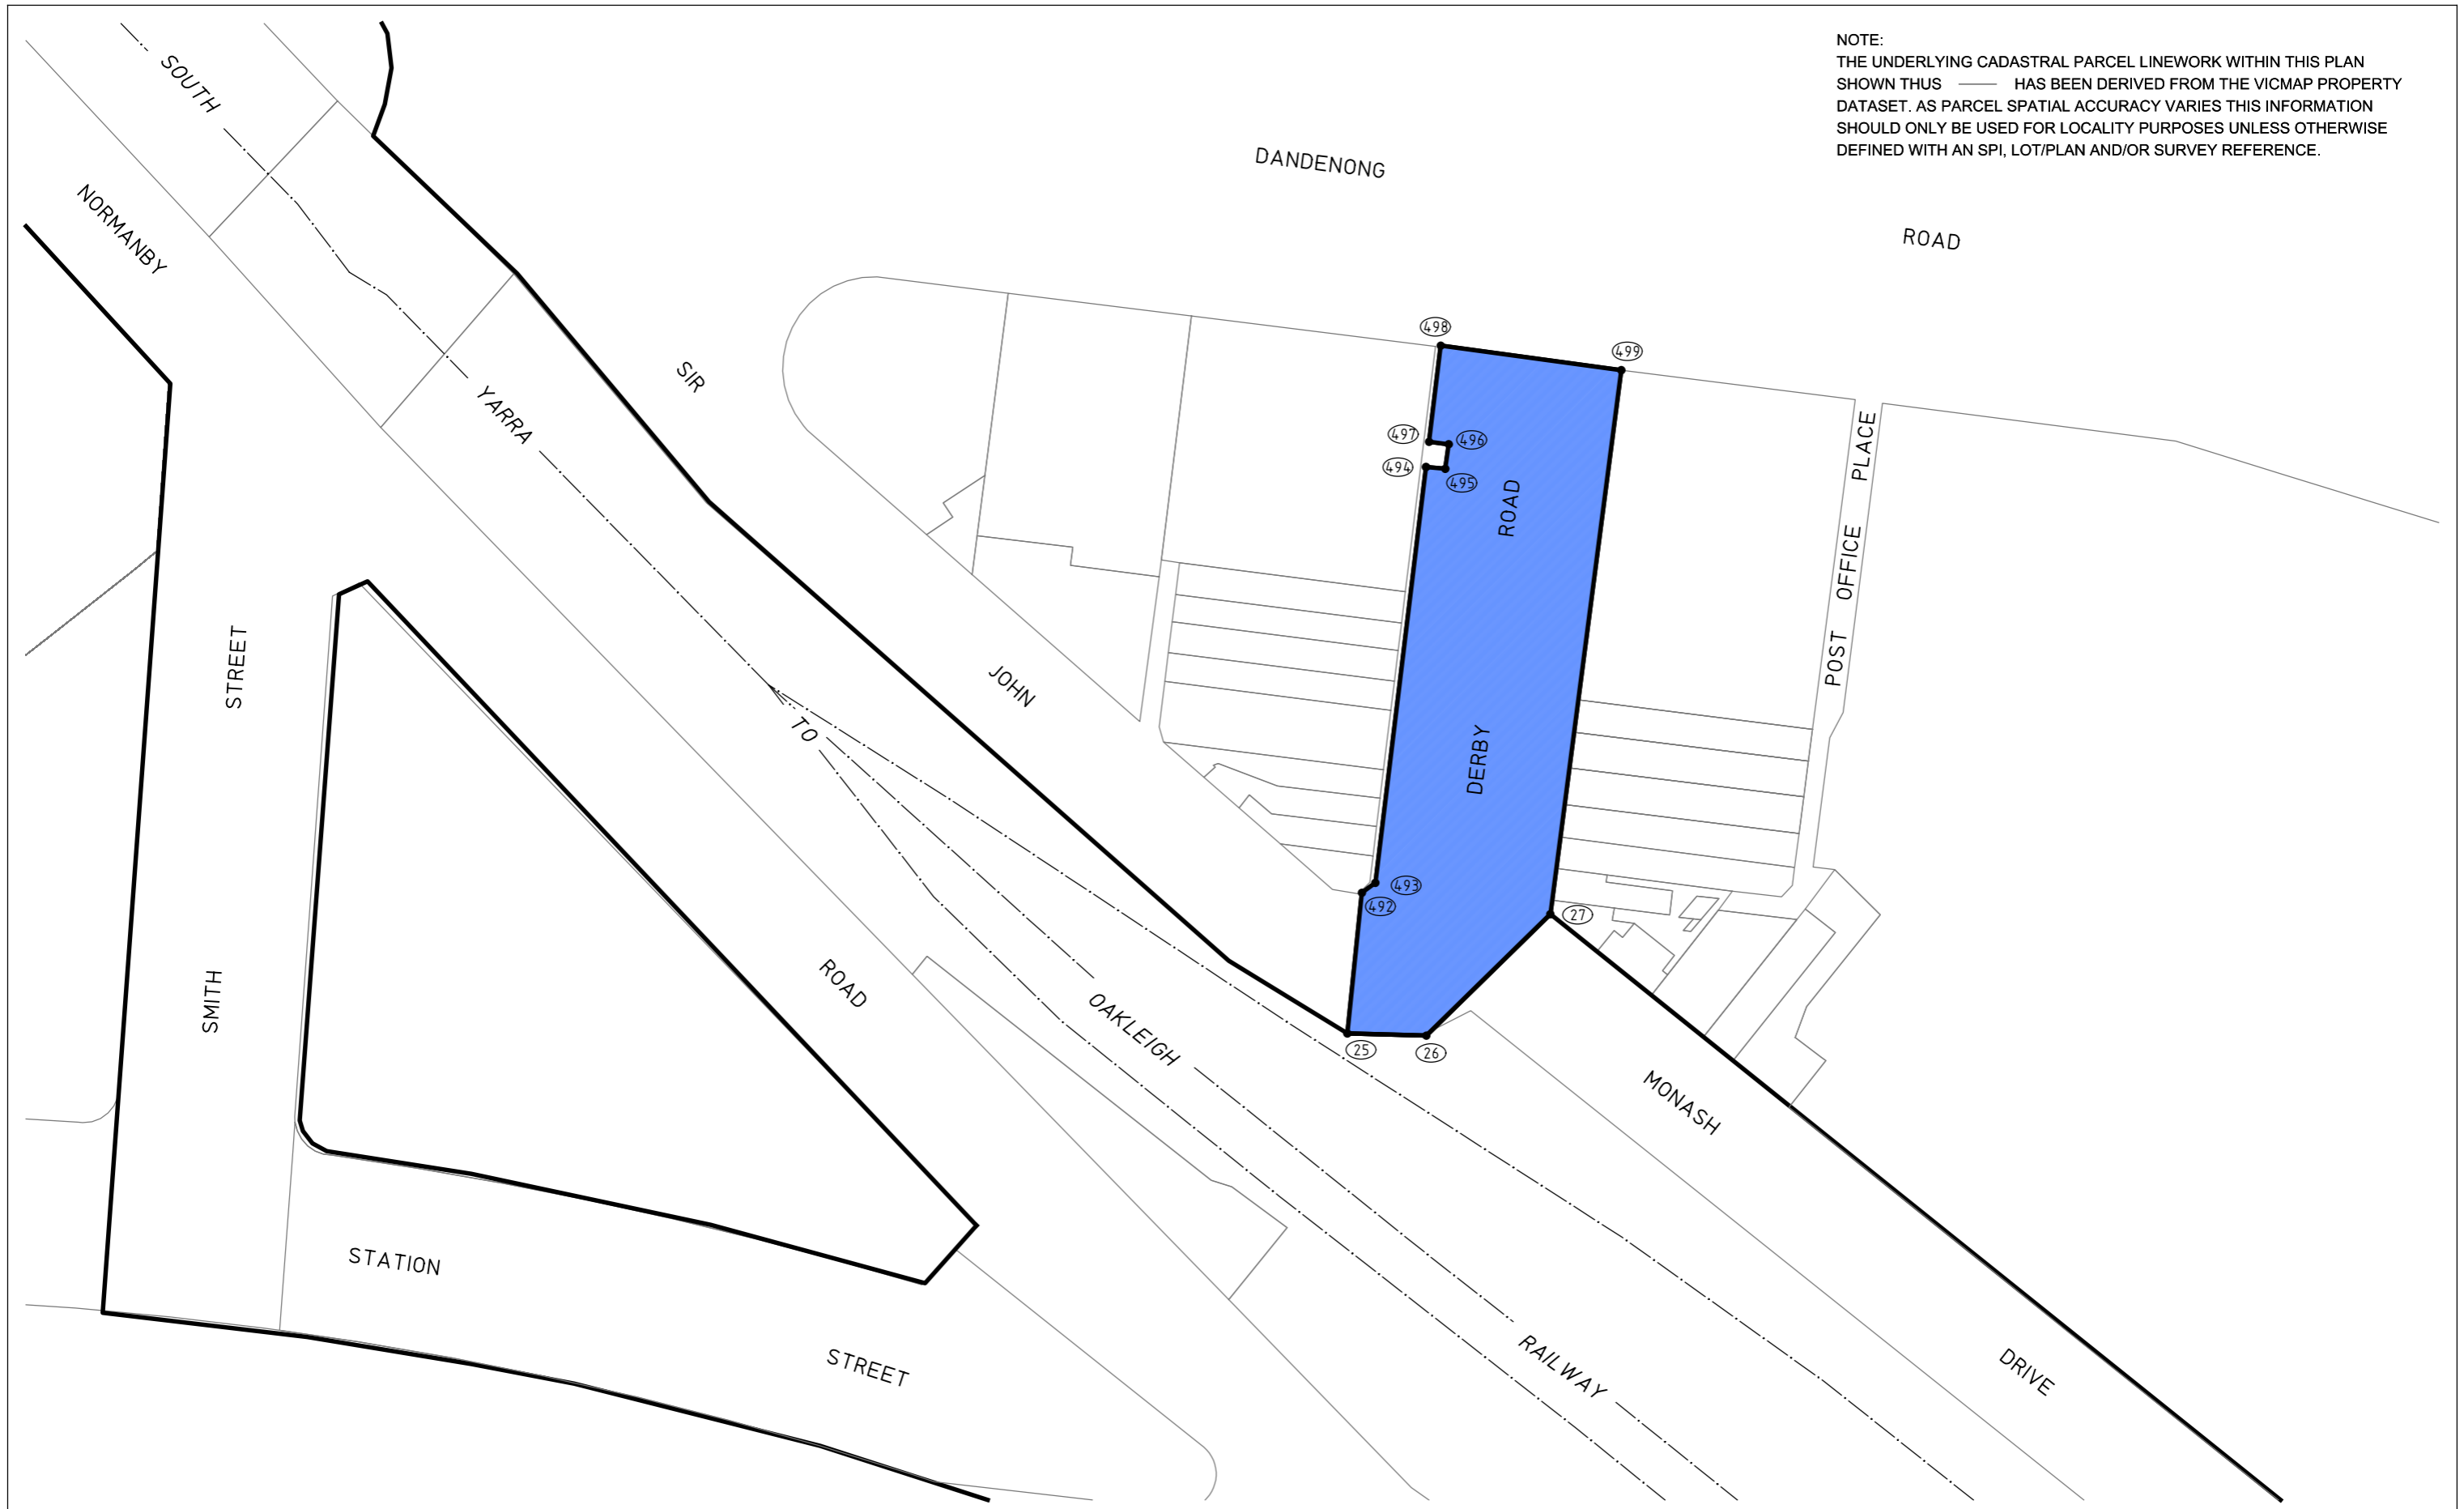 NOTE:
THE UNDERLYING CADASTRAL PARCEL LINEWORK WITHIN THIS PLAN
SHOWN THUS —— HAS BEEN DERIVED FROM THE VICMAP PROPERTY
DATASET. AS PARCEL SPATIAL ACCURACY VARIES THIS INFORMATION
SHOULD ONLY BE USED FOR LOCALITY PURPOSES UNLESS OTHERWISE
DEFINED WITH AN SPI, LOT/PLAN AND/OR SURVEY REFERENCE.
SOUTH
YARRA
TO
OAKLEIGH
RAILWAY
NORMANBY
ROAD
DANDENONG
ROAD
SIR
JOHN
MONASH
DRIVE
498
499
497
496
494
495
ROAD
DERBY
493
492
27
25
26
POST OFFICE PLACE
SMITH STREET
STATION
STREET